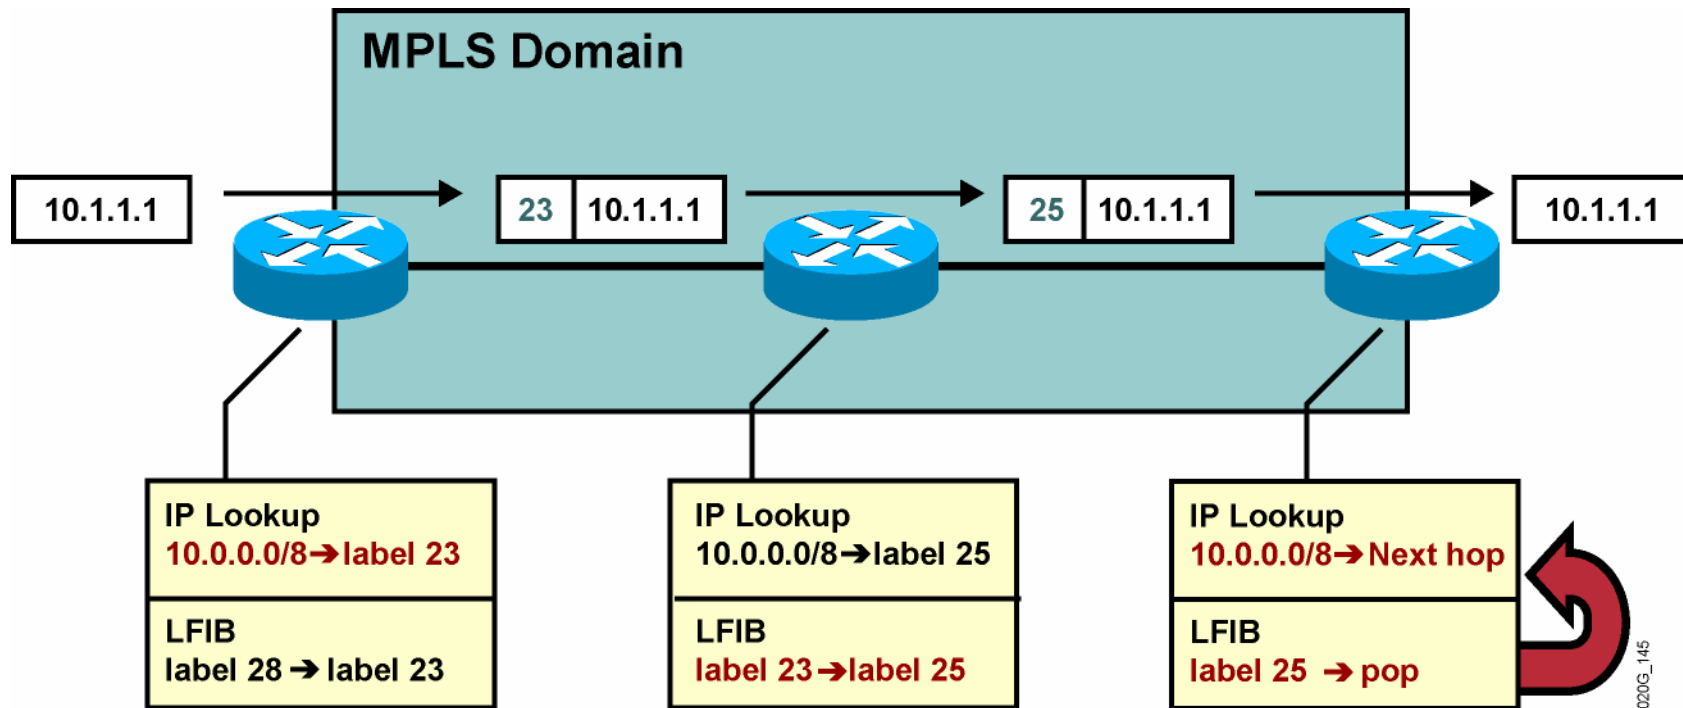 MPLS Domain
10.1.1.1
23 10.1.1.1
25 10.1.1.1
10.1.1.1
IP Lookup
10.0.0.0/8➔label 23
LFIB
label 28 ➔ label 23
IP Lookup
10.0.0.0/8➔label 25
LFIB
label 23➔label 25
IP Lookup
10.0.0.0/8➔ Next hop
LFIB
label 25 ➔ pop
020G_145